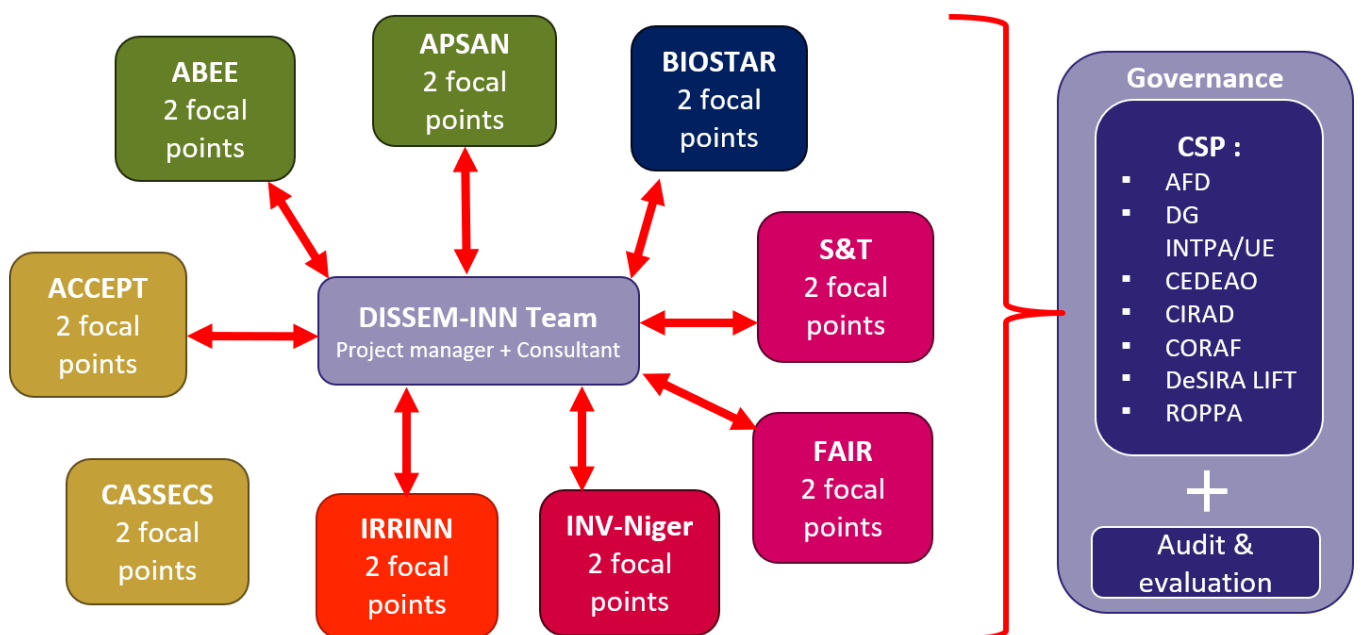 ABEE
2 focal
points
APSAN
2 focal
points
BIOSTAR
2 focal
points
ACCEPT
2 focal
points
DISSEM-INN Team
Project manager + Consultant
S&T
2 focal
points
CASSECS
2 focal
points
IRRINN
2 focal
points
INV-Niger
2 focal
points
FAIR
2 focal
points
Governance
CSP :
▪ AFD
▪ DG
INTPA/UE
▪ CEDEAO
▪ CIRAD
▪ CORAF
▪ DeSIRA LIFT
▪ ROPPA
+
Audit &
evaluation